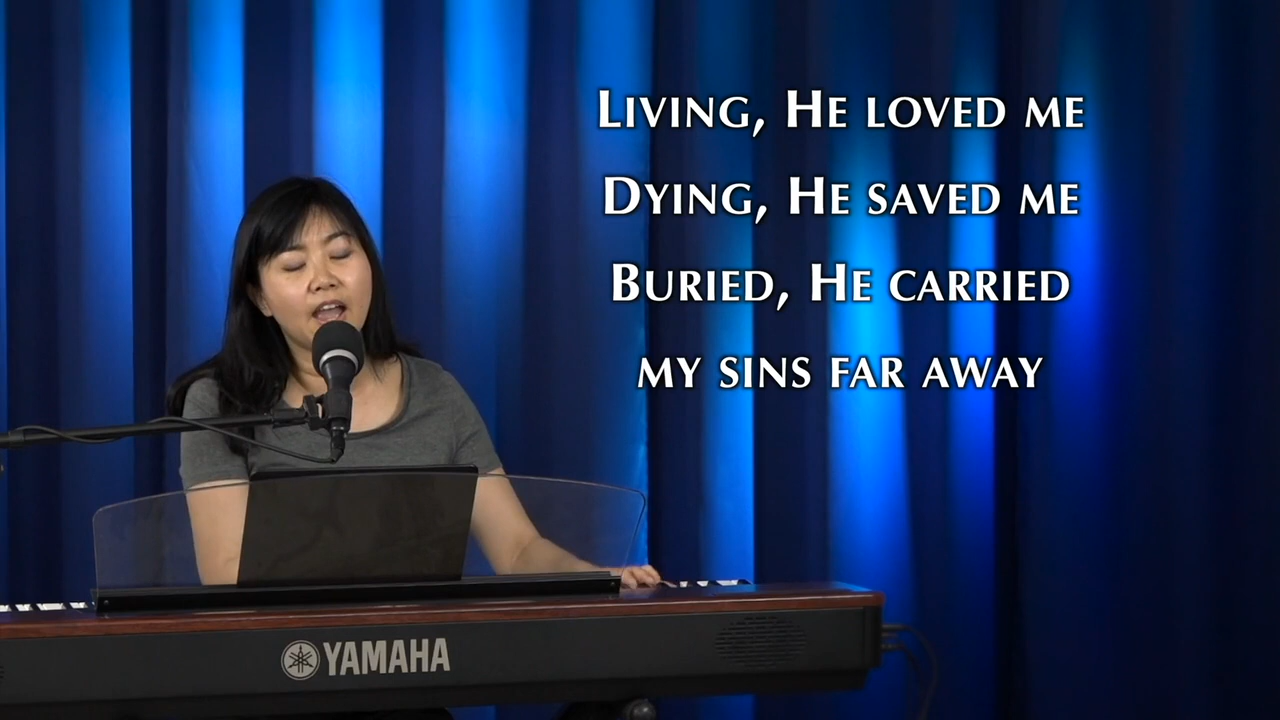 LIVING, HE LOVED ME
DYING, HE SAVED ME
BURIED, HE CARRIED
MY SINS FAR AWAY
YAMAHA